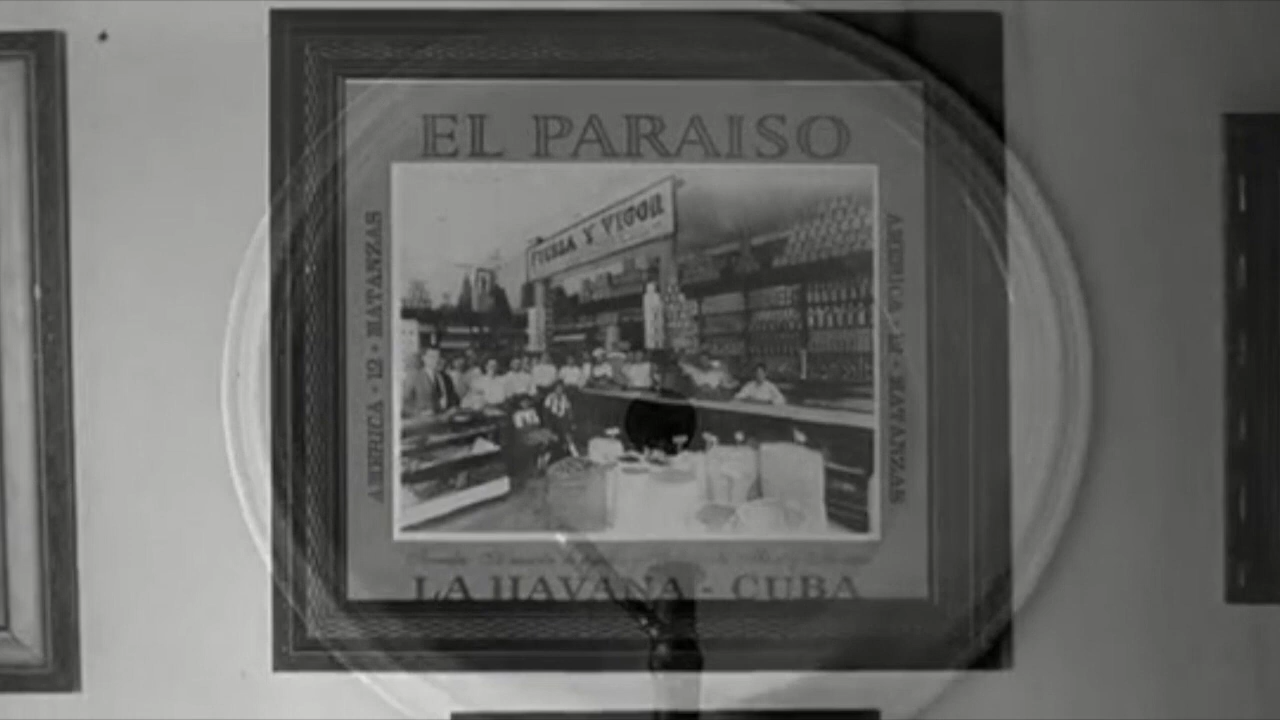 EL PARAISO
FUERZA Y VIGOR
AMERICA - 12 - MATANZAS
AMERICA - 12 - MATANZAS
LA HAVANA - CUBA